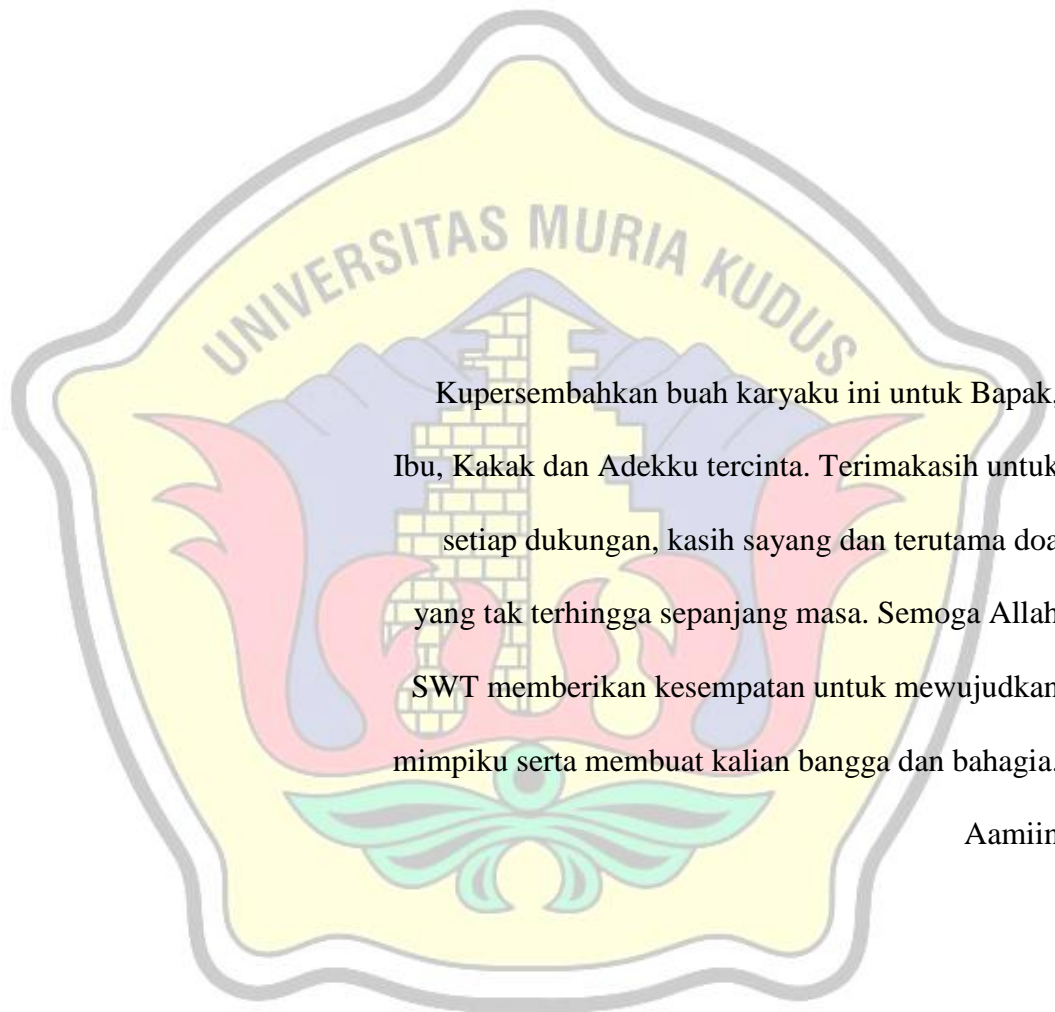 UNIVERSITAS MURIA KUDUS
Kupersembahkan buah karyaku ini untuk Bapak,
Ibu, Kakak dan Adekku tercinta. Terimakasih untuk
setiap dukungan, kasih sayang dan terutama doa
yang tak terhingga sepanjang masa. Semoga Allah
SWT memberikan kesempatan untuk mewujudkan
mimpiku serta membuat kalian bangga dan bahagia.
Aamiin